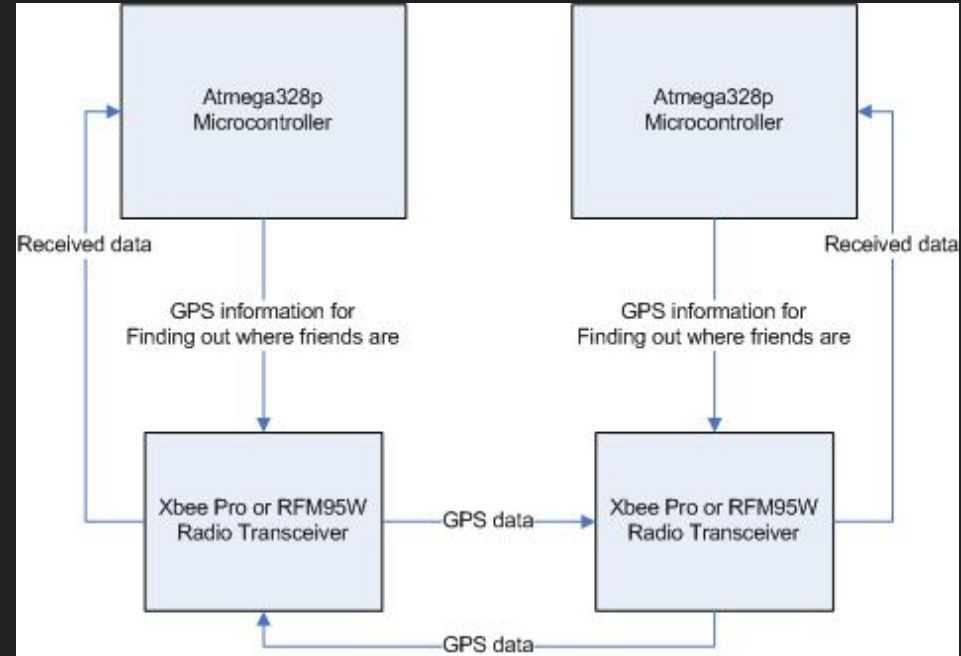 Atmega328p
Microcontroller
Atmega328p
Microcontroller
Received data
Received data
GPS information for
Finding out where friends are
GPS information for
Finding out where friends are
Xbee Pro or RFM95W
Radio Transceiver
GPS data
Xbee Pro or RFM95W
Radio Transceiver
GPS data